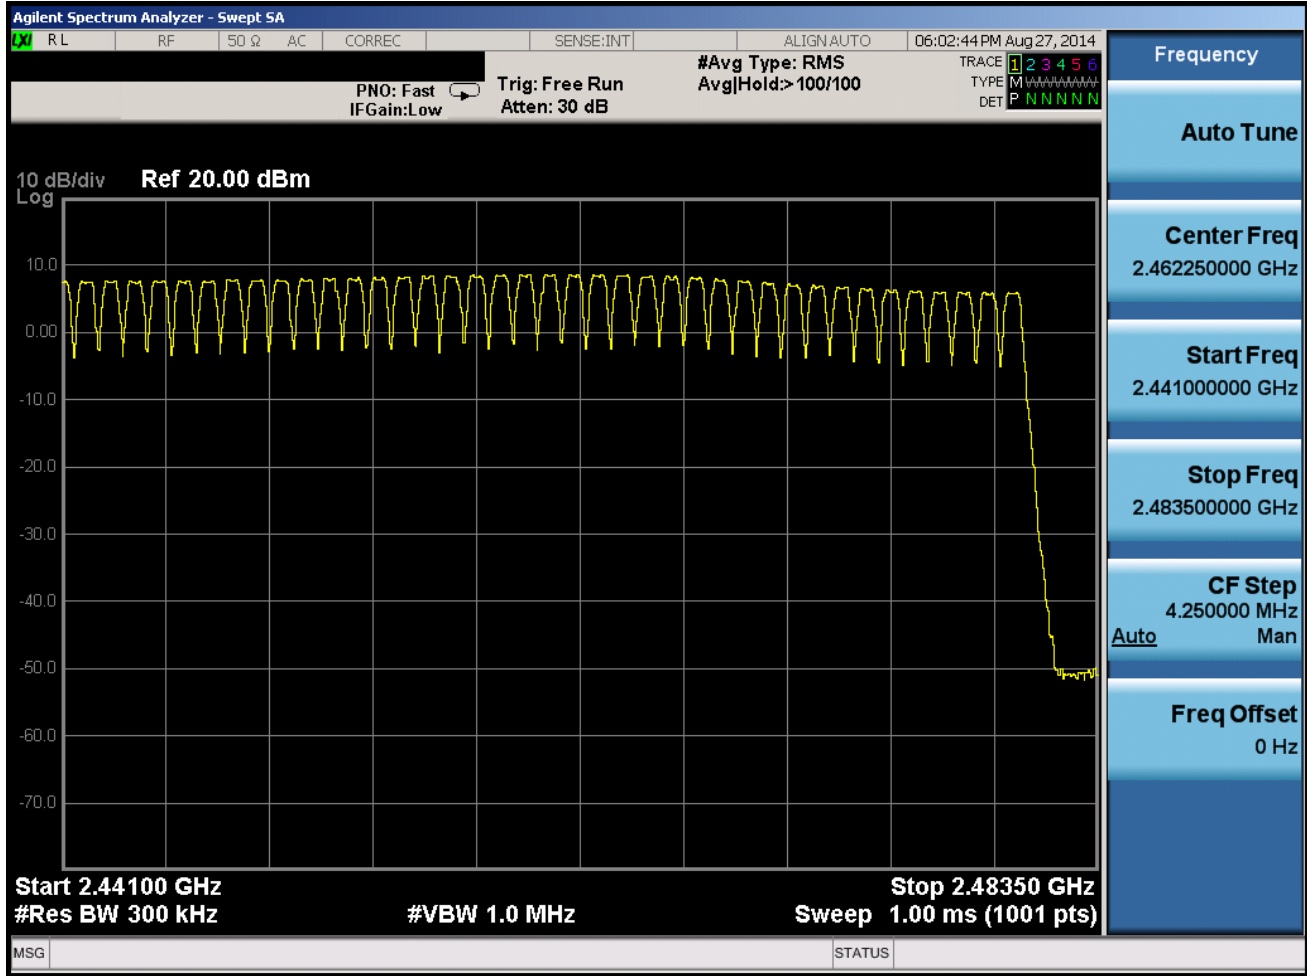 Agilent Spectrum Analyzer - Swept SA
LXI RL RF 50 Ω AC CORREC SENSE:INT ALIGN AUTO 06:02:44 PM Aug 27, 2014
PNO: Fast
IFGain:Low
Trig: Free Run
Atten: 30 dB
#Avg Type: RMS
Avg|Hold:>100/100
TRACE 1 2 3 4 5 6
TYPE M WWWWW
DET P N N N N N
10 dB/div Ref 20.00 dBm
Log
10.0
0.00
-10.0
-20.0
-30.0
-40.0
-50.0
-60.0
-70.0
Start 2.44100 GHz Stop 2.48350 GHz
#Res BW 300 kHz #VBW 1.0 MHz Sweep 1.00 ms (1001 pts)
MSG STATUS
Frequency
Auto Tune
Center Freq
2.462250000 GHz
Start Freq
2.441000000 GHz
Stop Freq
2.483500000 GHz
CF Step
4.250000 MHz
Auto Man
Freq Offset
0 Hz